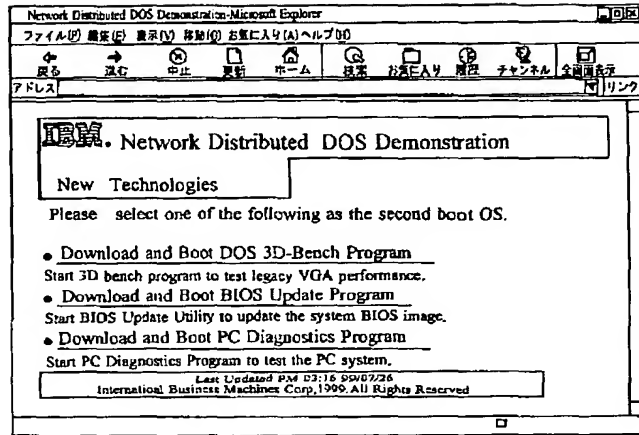 Network Distributed DOS Demonstration-Microsoft Explorer
ファイル(F) 編集(E) 表示(V) 移動(G) お気に入り(A) ヘルプ(H)
戻る 進む 中止 更新 ホーム 検索 お気に入り 履歴 チャンネル 全画面表示
アドレス リンク
IBM. Network Distributed DOS Demonstration
New Technologies
Please select one of the following as the second boot OS.
• Download and Boot DOS 3D-Bench Program
Start 3D bench program to test legacy VGA performance.
• Download and Boot BIOS Update Program
Start BIOS Update Utility to update the system BIOS image.
• Download and Boot PC Diagnostics Program
Start PC Diagnostics Program to test the PC system.
Last Updated PM 03:16 99/07/26
International Business Machines Corp,1999. All Rights Reserved